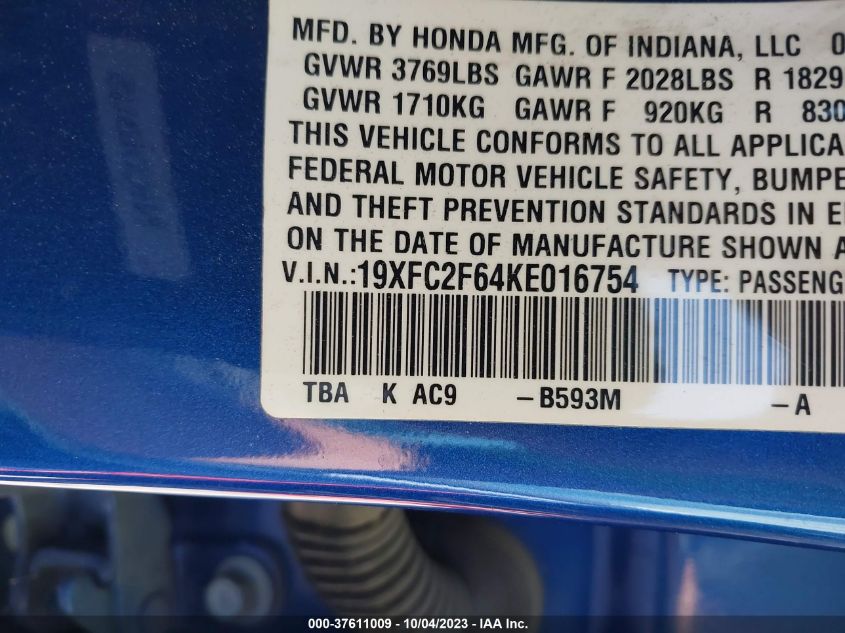 MFD. BY HONDA MFG. OF INDIANA, LLC 0
GVWR 3769LBS GAWR F 2028LBS R 1829
GVWR 1710KG GAWR F 920KG R 830
THIS VEHICLE CONFORMS TO ALL APPLICA
FEDERAL MOTOR VEHICLE SAFETY, BUMPE
AND THEFT PREVENTION STANDARDS IN E
ON THE DATE OF MANUFACTURE SHOWN A
V.I.N.:19XFC2F64KE016754 TYPE: PASSENG
TBA K AC9 -B593M -A
000-37611009 - 10/04/2023 - IAA Inc.